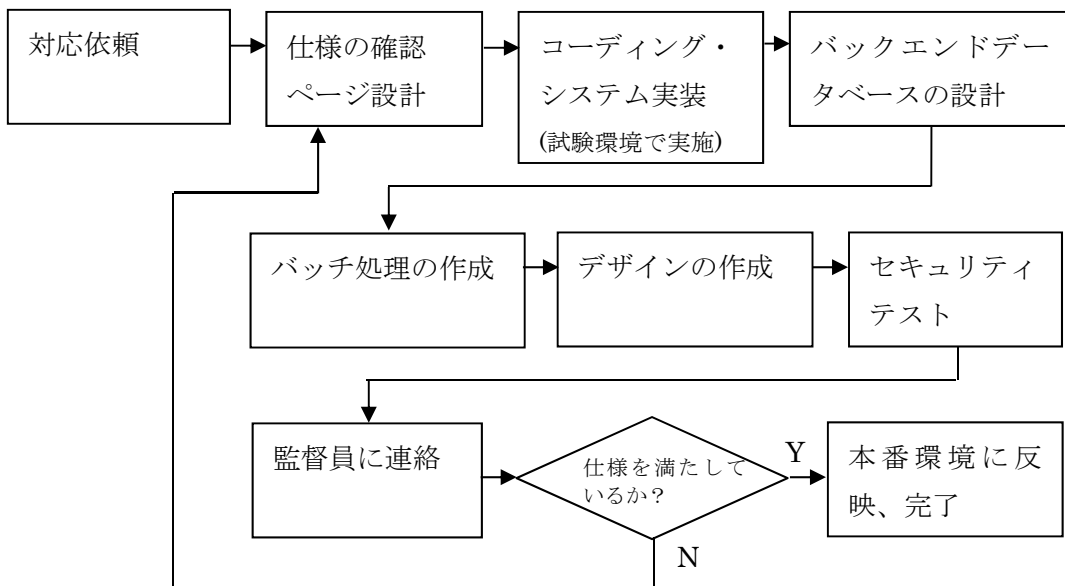 対応依頼
仕様の確認
ページ設計
コーディング・
システム実装
(試験環境で実施)
バックエンドデー
タベースの設計
バッチ処理の作成
デザインの作成
セキュリティ
テスト
監督員に連絡
仕様を満たして
いるか？
Y
本番環境に反
映、完了
N